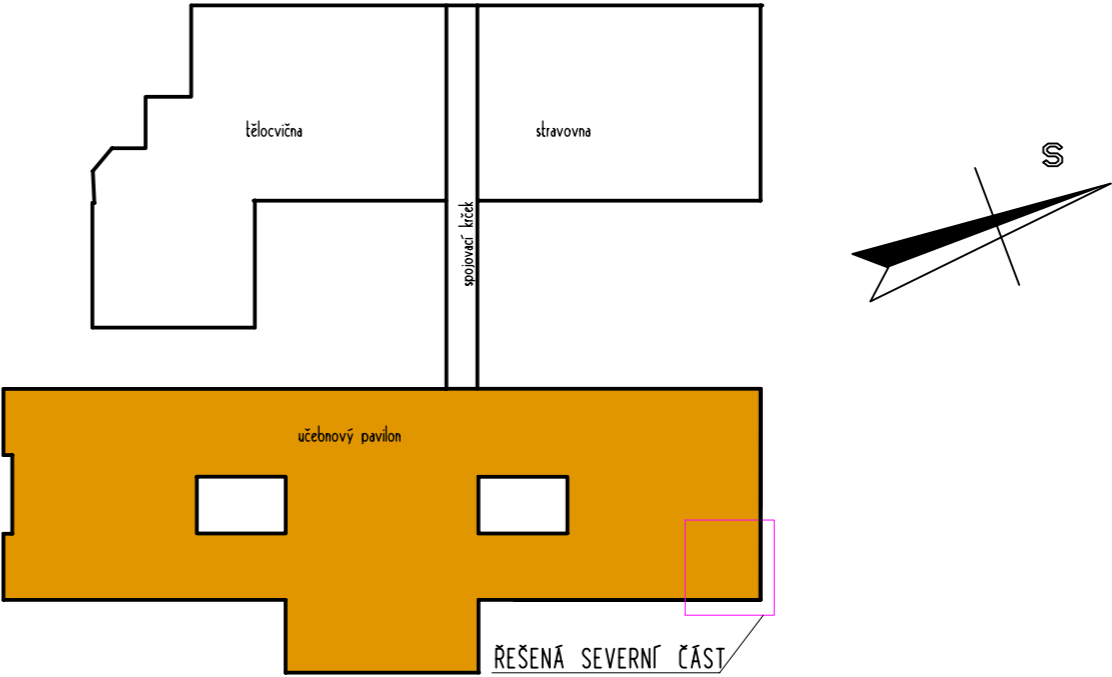 tělocvična
stravovna
S
spojovací krček
učebnový pavilon
ŘEŠENÁ SEVERNÍ ČÁST